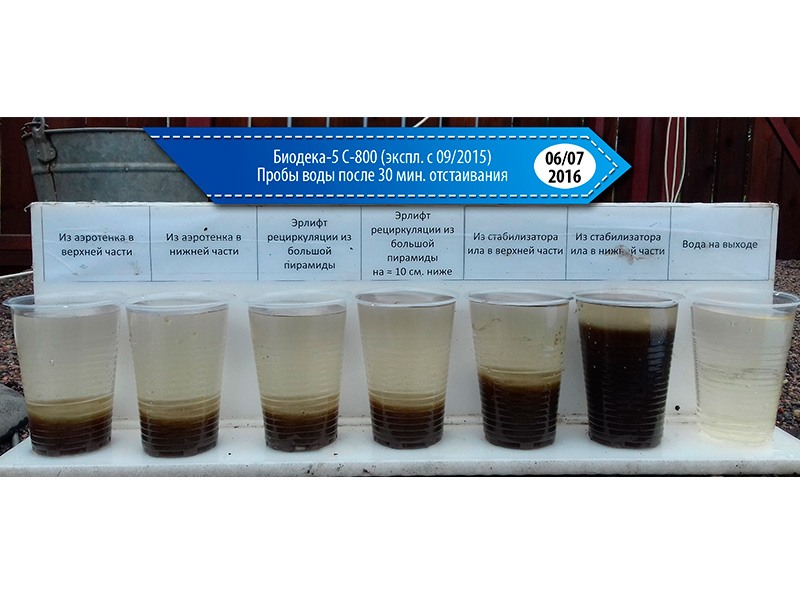 Биодека-5 С-800 (экспл. с 09/2015)
Пробы воды после 30 мин. отстаивания
06/07
2016
Из аэротенка в
верхней части
Из аэротенка в
нижней части
Эрлифт
рециркуляции из
большой
пирамиды
Эрлифт
рециркуляции из
большой
пирамиды
на ≈ 10 см. ниже
Из стабилизатора
ила в верхней части
Из стабилизатора
ила в нижней части
Вода на выходе